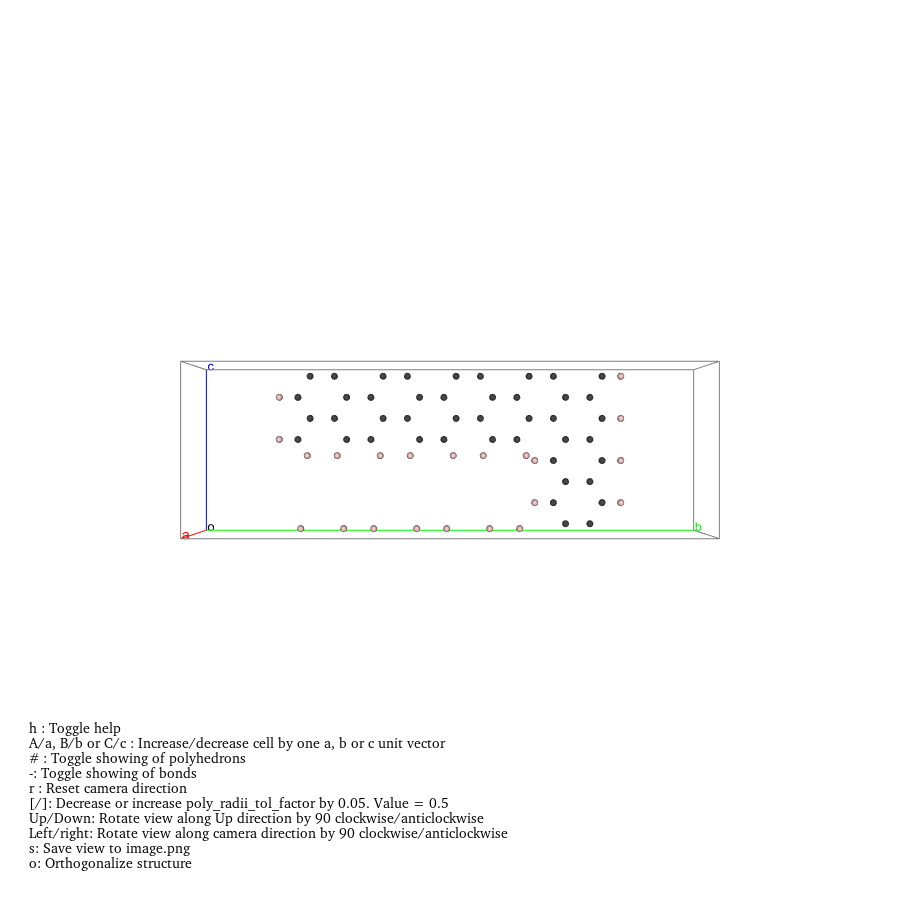 c
o
a
b
h : Toggle help
A/a, B/b or C/c : Increase/decrease cell by one a, b or c unit vector
# : Toggle showing of polyhedrons
-: Toggle showing of bonds
r : Reset camera direction
[/]: Decrease or increase poly_radii_tol_factor by 0.05. Value = 0.5
Up/Down: Rotate view along Up direction by 90 clockwise/anticlockwise
Left/right: Rotate view along camera direction by 90 clockwise/anticlockwise
s: Save view to image.png
o: Orthogonalize structure